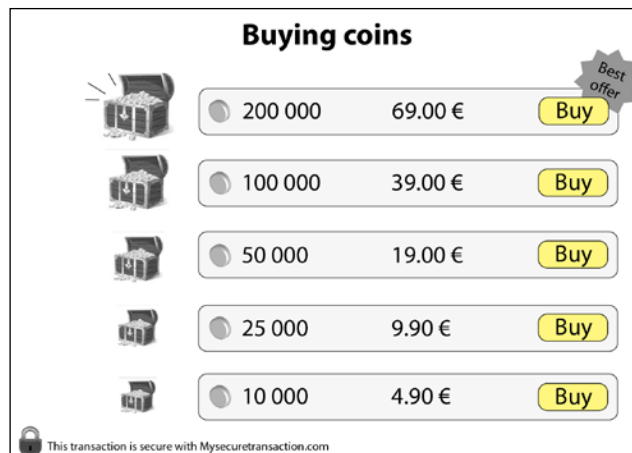 Buying coins
Best
offer
200 000 69.00 € Buy
100 000 39.00 € Buy
50 000 19.00 € Buy
25 000 9.90 € Buy
10 000 4.90 € Buy
This transaction is secure with Mysecuretransaction.com